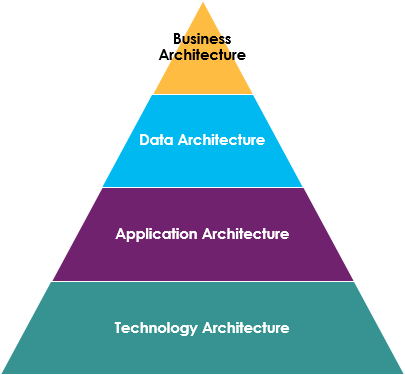 Business
Architecture
Data Architecture
Application Architecture
Technology Architecture